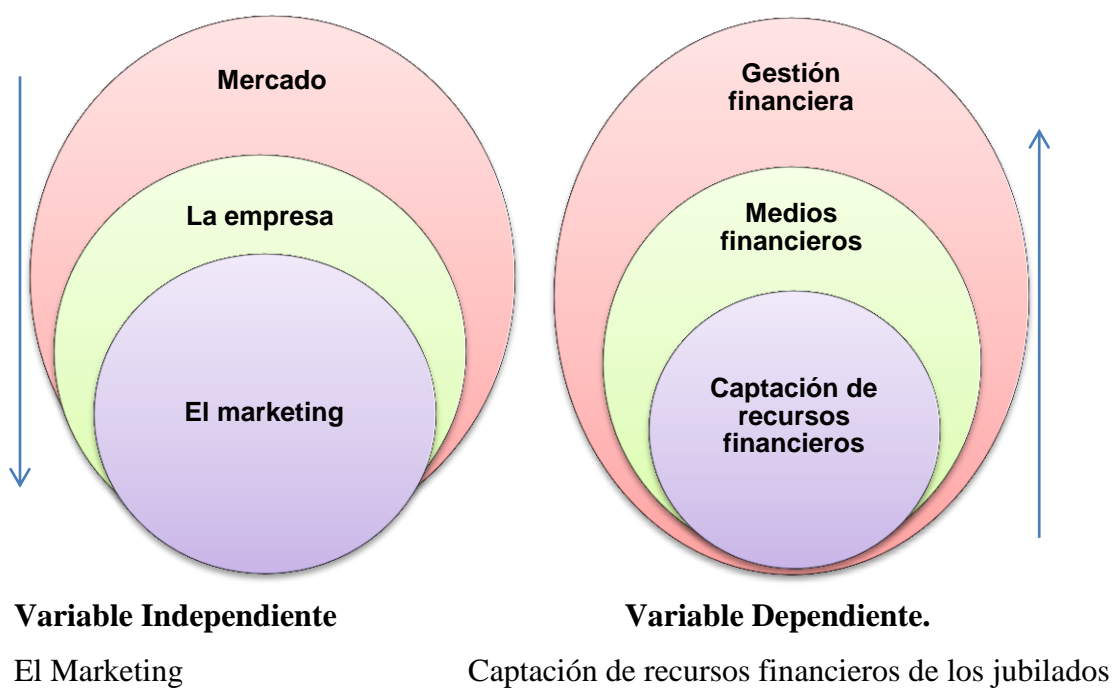 Mercado
La empresa
El marketing
Gestión
financiera
Medios
financieros
Captación de
recursos
financieros
Variable Independiente
Variable Dependiente.
El Marketing
Captación de recursos financieros de los jubilados